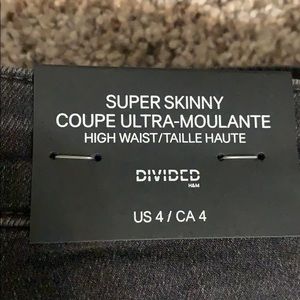 SUPER SKINNY
COUPE ULTRA-MOULANTE
HIGH WAIST/TAILLE HAUTE
DIVIDED
H&M
US 4 / CA 4